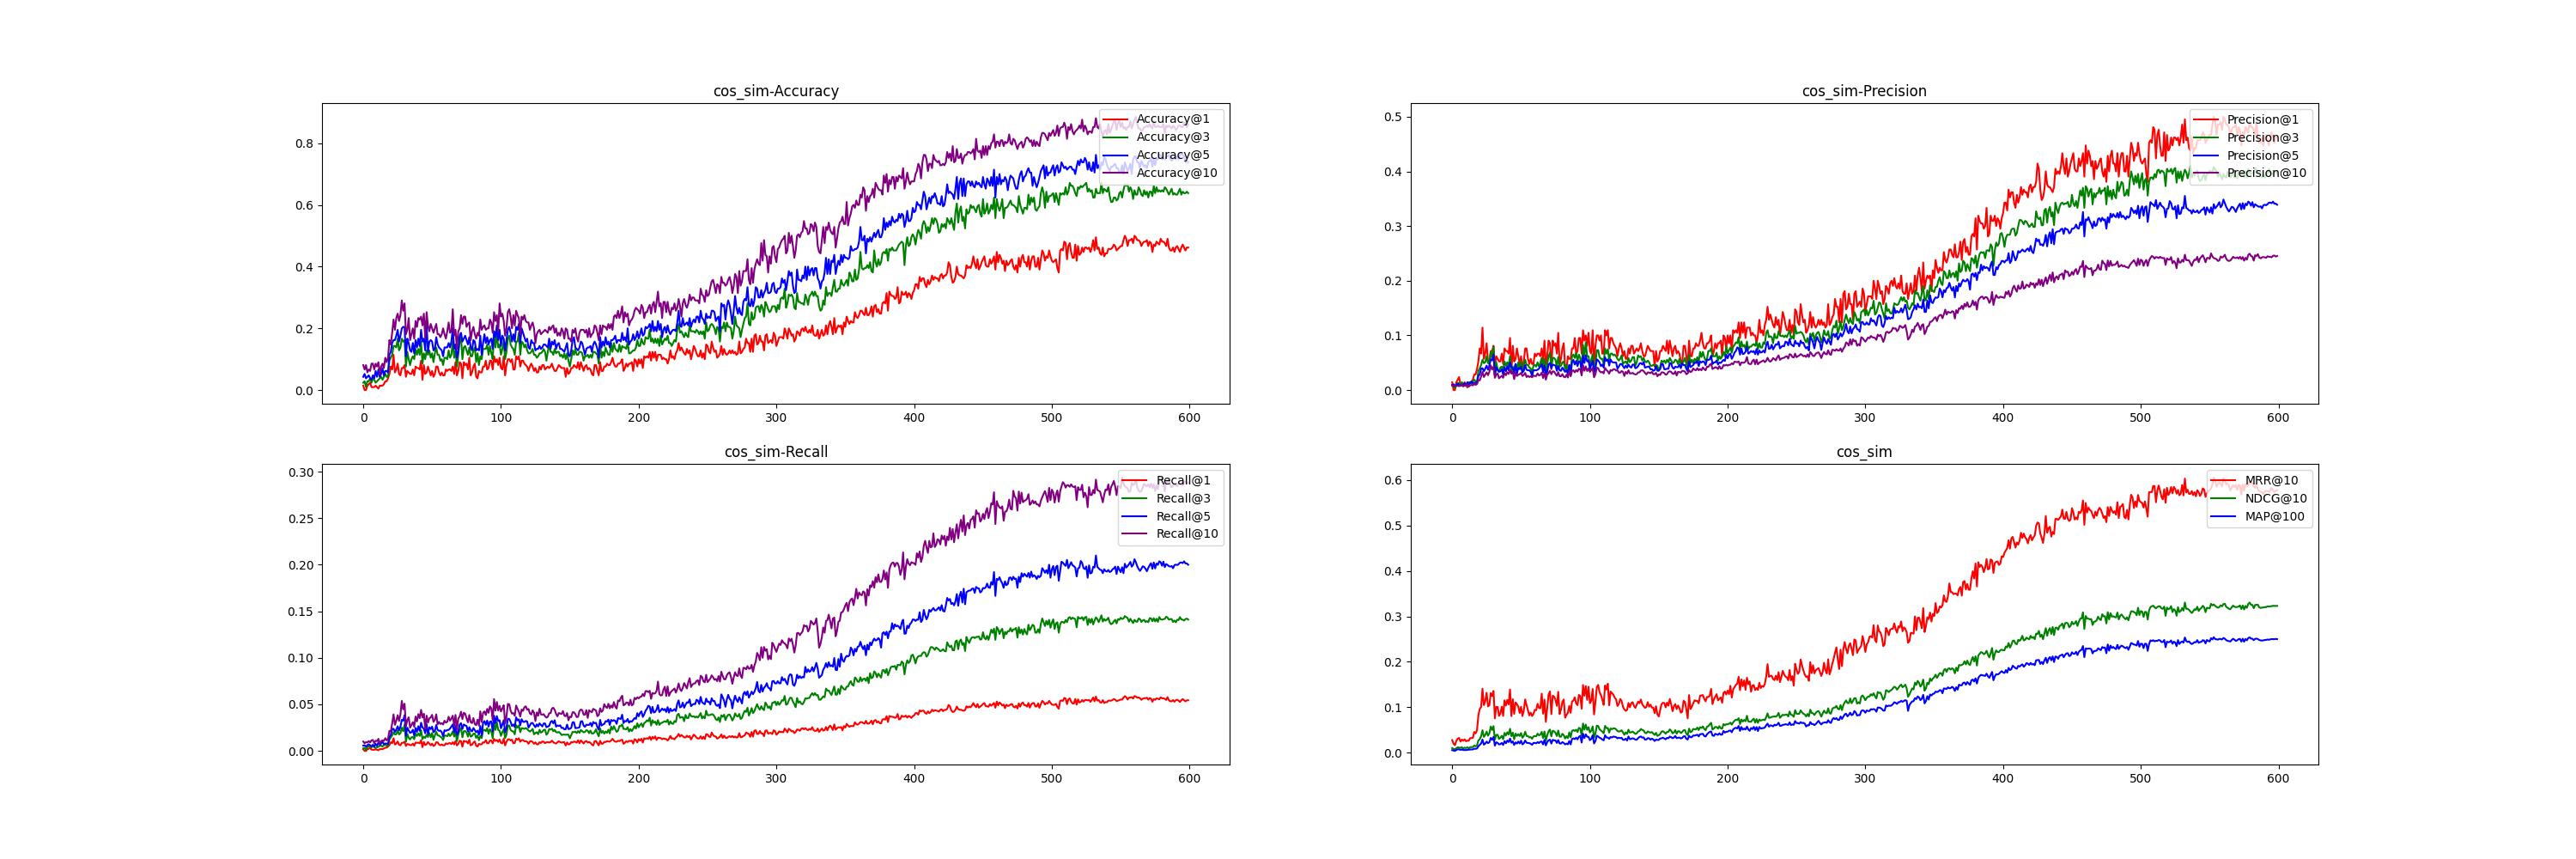 cos_sim-Accuracy
0.8
0.6
0.4
0.2
0.0
0 100 200 300 400 500 600
Accuracy@1
Accuracy@3
Accuracy@5
Accuracy@10
cos_sim-Precision
0.5
0.4
0.3
0.2
0.1
0.0
0 100 200 300 400 500 600
Precision@1
Precision@3
Precision@5
Precision@10
cos_sim-Recall
0.30
0.25
0.20
0.15
0.10
0.05
0.00
0 100 200 300 400 500 600
Recall@1
Recall@3
Recall@5
Recall@10
cos_sim
0.6
0.5
0.4
0.3
0.2
0.1
0.0
0 100 200 300 400 500 600
MRR@10
NDCG@10
MAP@100